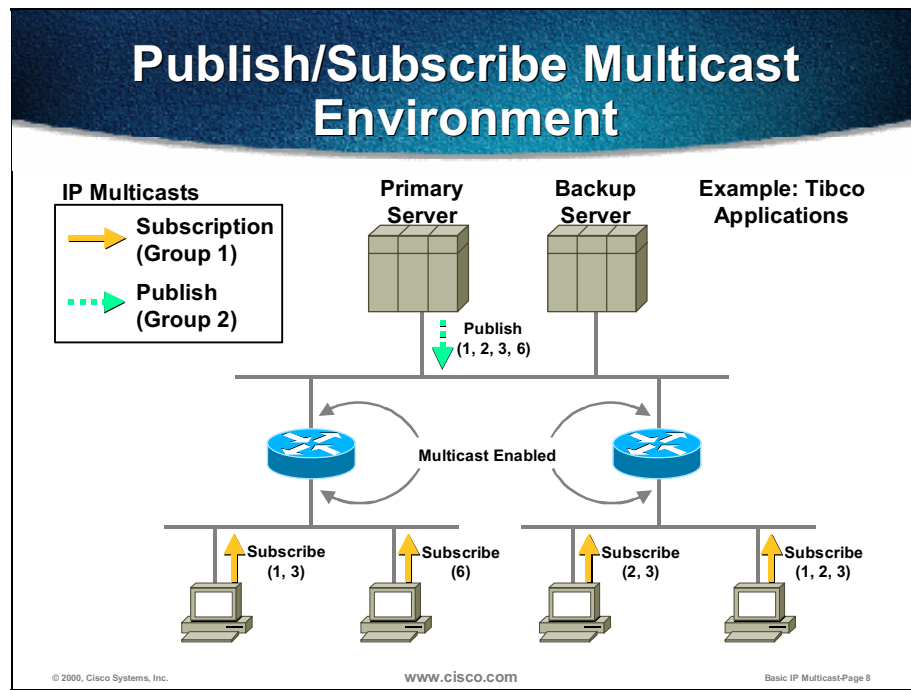 Publish/Subscribe Multicast
Environment
IP Multicasts
Subscription
(Group 1)
Publish
(Group 2)
Primary
Server
Backup
Server
Example: Tibco
Applications
Publish
(1, 2, 3, 6)
Multicast Enabled
Subscribe
(1, 3)
Subscribe
(6)
Subscribe
(2, 3)
Subscribe
(1, 2, 3)
© 2000, Cisco Systems, Inc.
www.cisco.com
Basic IP Multicast-Page 8